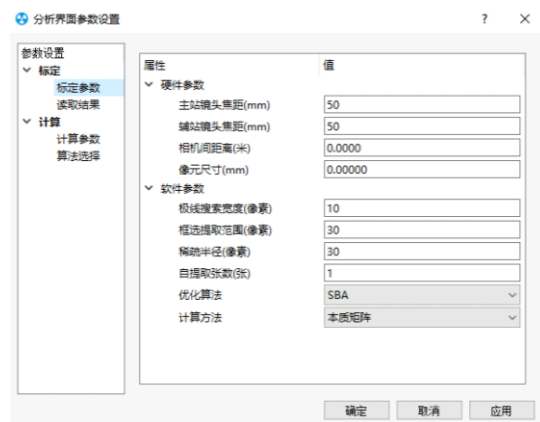 分析界面参数设置
参数设置
标定
标定参数
读取结果
计算
计算参数
算法选择
属性 值
硬件参数
主站镜头焦距(mm) 50
辅站镜头焦距(mm) 50
相机间距离(米) 0.0000
像元尺寸(mm) 0.00000
软件参数
极线搜索宽度(像素) 10
框选提取范围(像素) 30
稀疏半径(像素) 30
自提取张数(张) 1
优化算法 SBA
计算方法 本质矩阵
确定 取消 应用